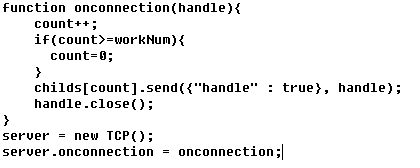 function onconnection(handle){
    count++;
    if(count>=workNum){
      count=0;
    }
    childs[count].send({"handle" : true}, handle);
    handle.close();
}
server = new TCP();
server.onconnection = onconnection;